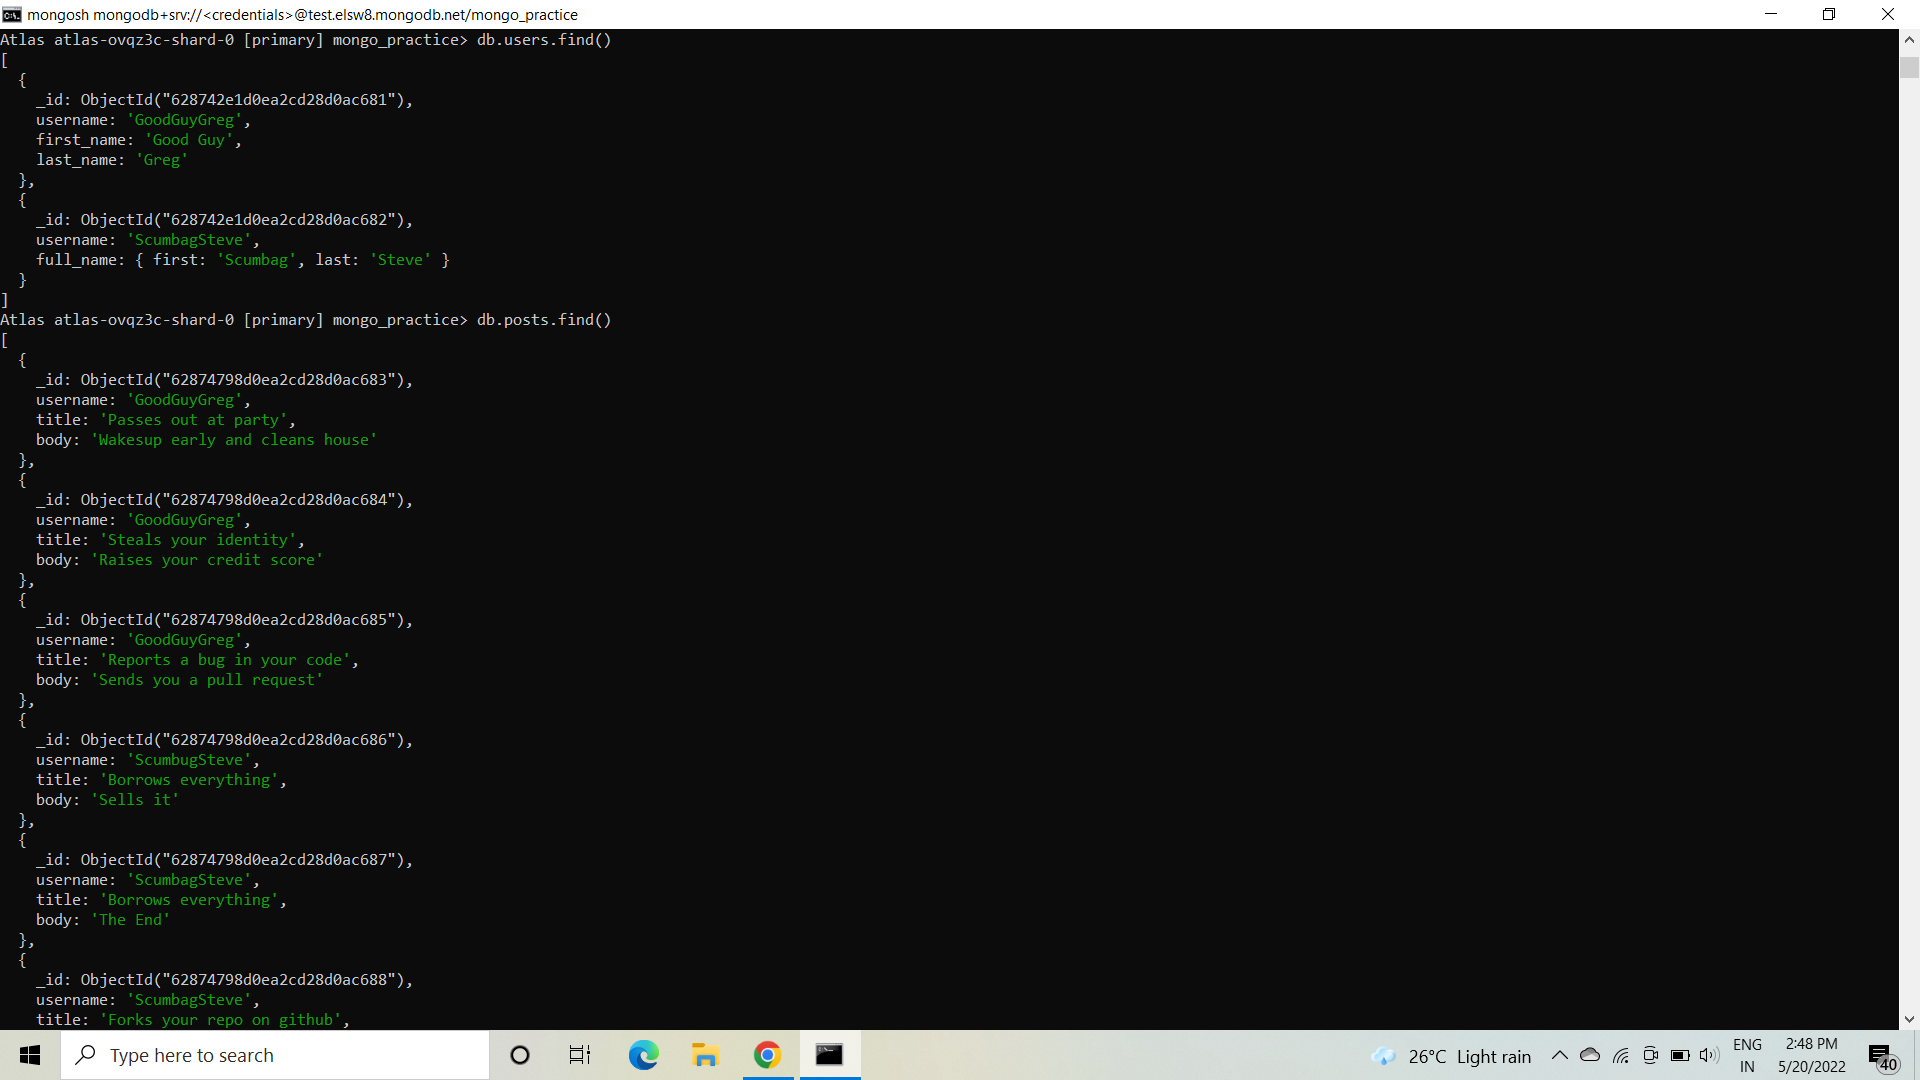 mongosh mongodb+srv://<credentials>@test.elsw8.mongodb.net/mongo_practice
Atlas atlas-ovqz3c-shard-0 [primary] mongo_practice> db.users.find()
[
  {
    _id: ObjectId("628742e1d0ea2cd28d0ac681"),
    username: 'GoodGuyGreg',
    first_name: 'Good Guy',
    last_name: 'Greg'
  },
  {
    _id: ObjectId("628742e1d0ea2cd28d0ac682"),
    username: 'ScumbagSteve',
    full_name: { first: 'Scumbag', last: 'Steve' }
  }
]
Atlas atlas-ovqz3c-shard-0 [primary] mongo_practice> db.posts.find()
[
  {
    _id: ObjectId("62874798d0ea2cd28d0ac683"),
    username: 'GoodGuyGreg',
    title: 'Passes out at party',
    body: 'Wakesup early and cleans house'
  },
  {
    _id: ObjectId("62874798d0ea2cd28d0ac684"),
    username: 'GoodGuyGreg',
    title: 'Steals your identity',
    body: 'Raises your credit score'
  },
  {
    _id: ObjectId("62874798d0ea2cd28d0ac685"),
    username: 'GoodGuyGreg',
    title: 'Reports a bug in your code',
    body: 'Sends you a pull request'
  },
  {
    _id: ObjectId("62874798d0ea2cd28d0ac686"),
    username: 'ScumbugSteve',
    title: 'Borrows everything',
    body: 'Sells it'
  },
  {
    _id: ObjectId("62874798d0ea2cd28d0ac687"),
    username: 'ScumbagSteve',
    title: 'Borrows everything',
    body: 'The End'
  },
  {
    _id: ObjectId("62874798d0ea2cd28d0ac688"),
    username: 'ScumbagSteve',
    title: 'Forks your repo on github',
Type here to search
26°C Light rain
ENG
IN
2:48 PM
5/20/2022
40